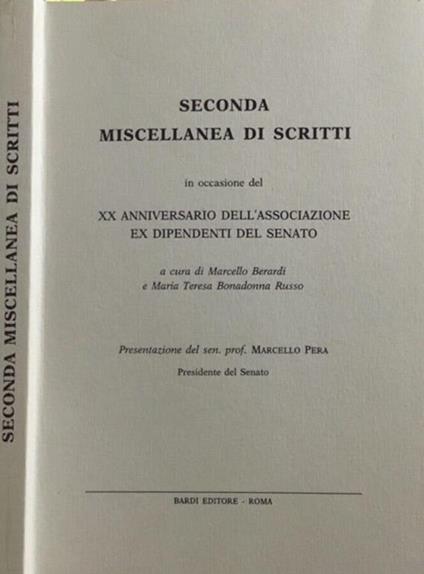 SECONDA MISCELLANEA DI SCRITTI
SECONDA
MISCELLANEA DI SCRITTI
in occasione del
XX ANNIVERSARIO DELL'ASSOCIAZIONE
EX DIPENDENTI DEL SENATO
a cura di Marcello Berardi
e Maria Teresa Bonadonna Russo
Presentazione del sen. prof. MARCELLO PERA
Presidente del Senato
BARDI EDITORE - ROMA